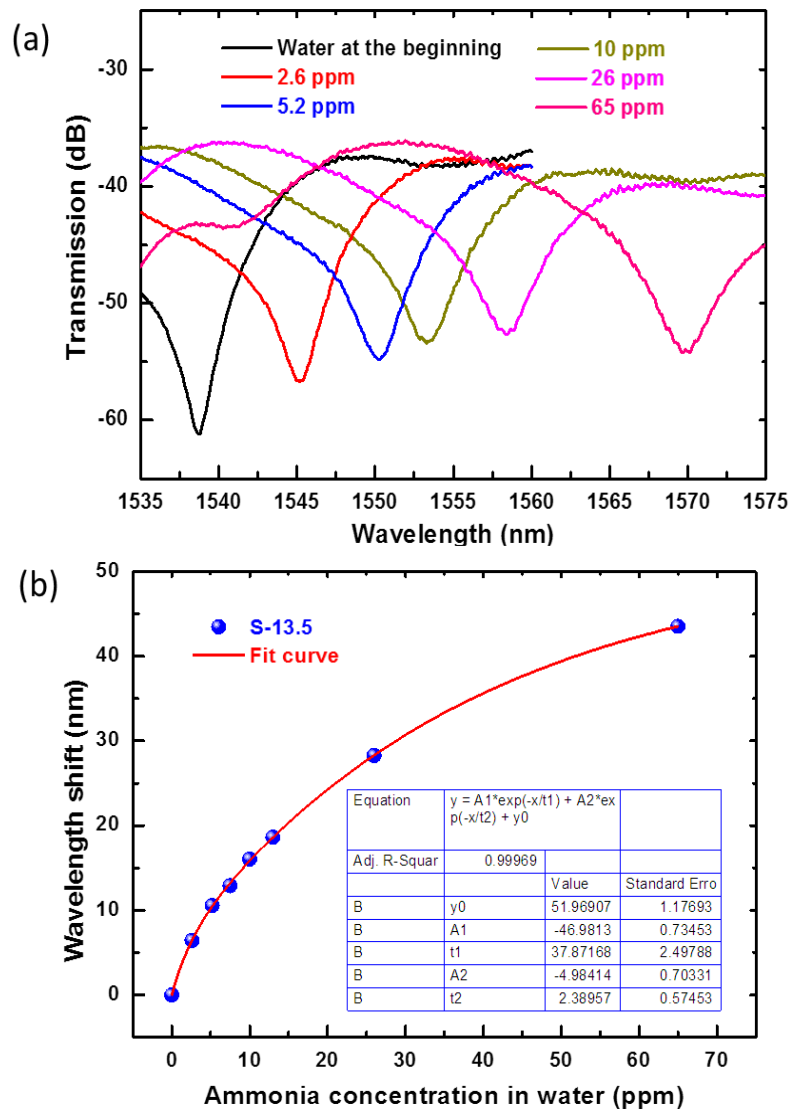 (a)
Water at the beginning
2.6 ppm
5.2 ppm
10 ppm
26 ppm
65 ppm
-30
-40
-50
-60
Transmission (dB)
1535 1540 1545 1550 1555 1560 1565 1570 1575
Wavelength (nm)
(b)
S-13.5
Fit curve
50
40
30
20
10
0
Wavelength shift (nm)
Equation y = A1*exp(-x/t1) + A2*ex
p(-x/t2) + y0
Adj. R-Squar 0.99969
Value Standard Erro
B y0 51.96907 1.17693
B A1 -46.9813 0.73453
B t1 37.87168 2.49788
B A2 -4.98414 0.70331
B t2 2.38957 0.57453
0 10 20 30 40 50 60 70
Ammonia concentration in water (ppm)